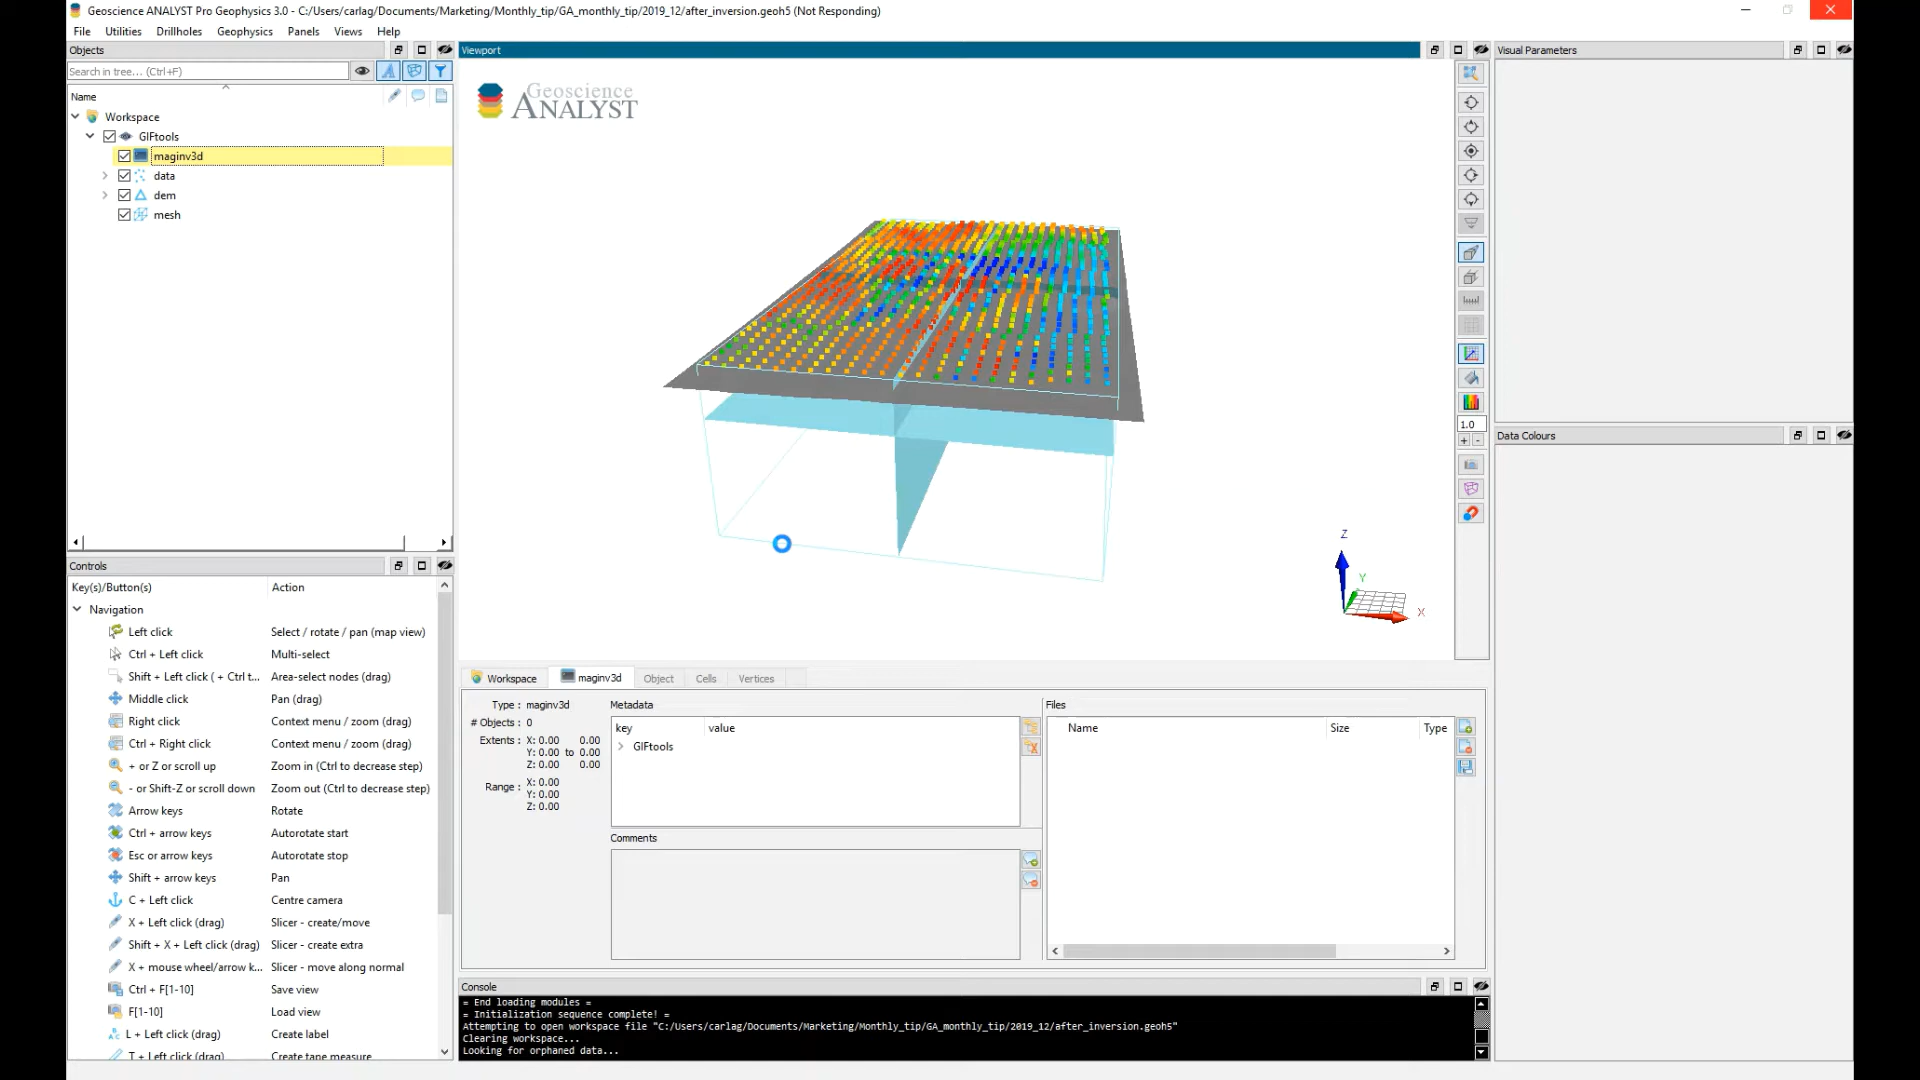 Geoscience ANALYST Pro Geophysics 3.0 - C:/Users/carlag/Documents/Marketing/Monthly_tip/GA_monthly_tip/2019_12/after_inversion.geoh5 (Not Responding)
File Utilities Drillholes Geophysics Panels Views Help
Objects
Search in tree... (Ctrl+F)
Name
Workspace
GIFtools
maginv3d
data
dem
mesh
Controls
Key(s)/Button(s) Action
Navigation
Left click Select / rotate / pan (map view)
Ctrl + Left click Multi-select
Shift + Left click ( + Ctrl t... Area-select nodes (drag)
Middle click Pan (drag)
Right click Context menu / zoom (drag)
Ctrl + Right click Context menu / zoom (drag)
+ or Z or scroll up Zoom in (Ctrl to decrease step)
- or Shift-Z or scroll down Zoom out (Ctrl to decrease step)
Arrow keys Rotate
Ctrl + arrow keys Autorotate start
Esc or arrow keys Autorotate stop
Shift + arrow keys Pan
C + Left click Centre camera
X + Left click (drag) Slicer - create/move
Shift + X + Left click (drag) Slicer - create extra
X + mouse wheel/arrow k... Slicer - move along normal
Ctrl + F[1-10] Save view
F[1-10] Load view
L + Left click (drag) Create label
T + Left click (drag) Create tape measure
Viewport
Geoscience
ANALYST
Z
Y
X
1.0
+ -
Workspace maginv3d Object Cells Vertices
Type : maginv3d
# Objects : 0
Extents : X: 0.00 0.00
Y: 0.00 to 0.00
Z: 0.00 0.00
Range : X: 0.00
Y: 0.00
Z: 0.00
Metadata
key value
GIFtools
Comments
Files
Name Size Type
Console
= End loading modules =
= Initialization sequence complete! =
Attempting to open workspace file "C:/Users/carlag/Documents/Marketing/Monthly_tip/GA_monthly_tip/2019_12/after_inversion.geoh5"
Clearing workspace...
Looking for orphaned data...
Visual Parameters
Data Colours